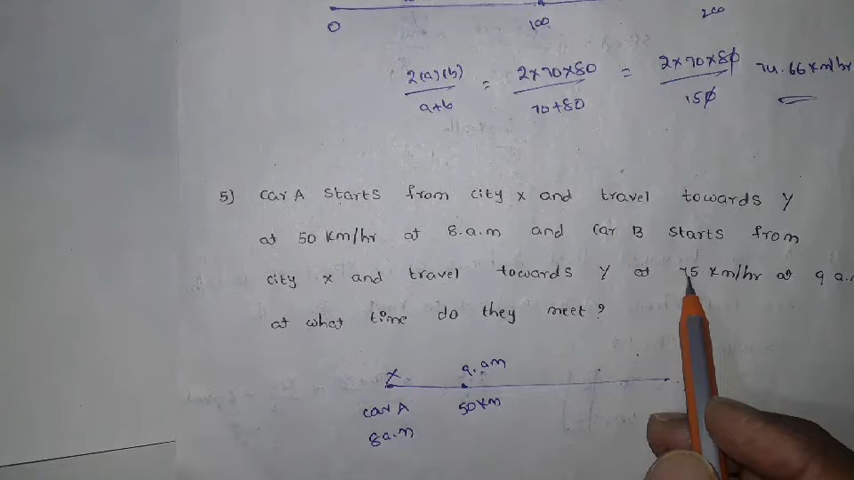 0 100 200
2(a)(b) / a+b = 2×70×80 / 70+80 = 2×70×80 / 150 74.66 km/hr
5) car A starts from city x and travel towards y
at 50 km/hr at 8.a.m and car B starts from
city x and travel towards y at 75 km/hr at 9 a.
at what time do they meet?
X 9.am
car A 50km
8a.m